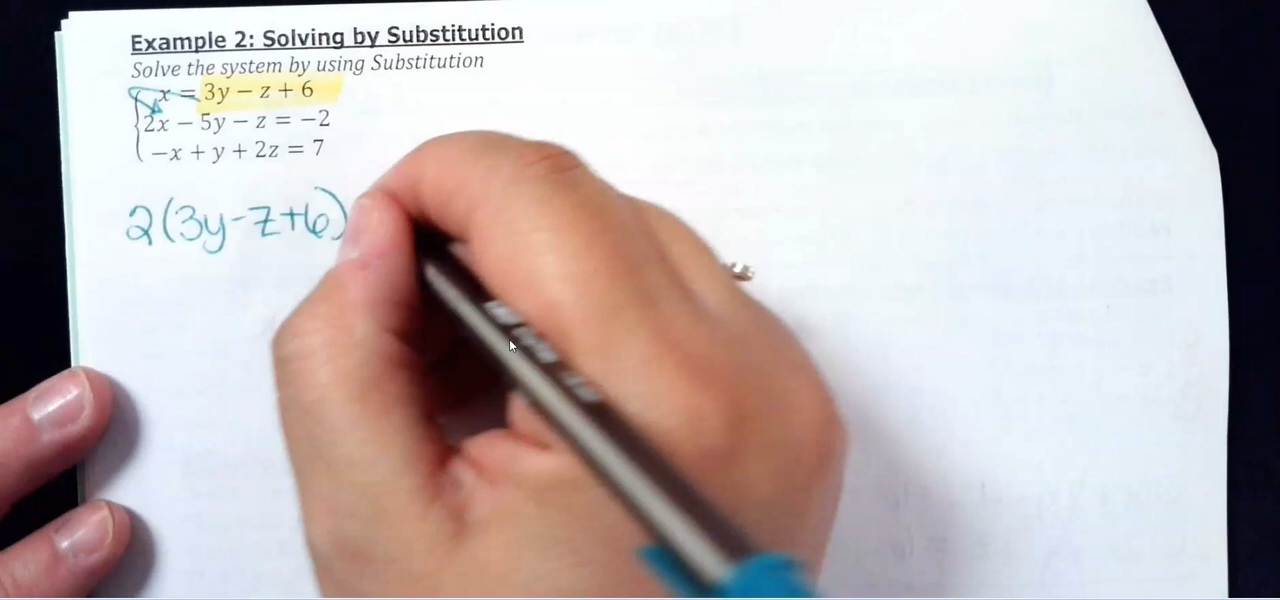 Example 2: Solving by Substitution
Solve the system by using Substitution
x = 3y − z + 6
2x − 5y − z = −2
−x + y + 2z = 7
2(3y-z+6)